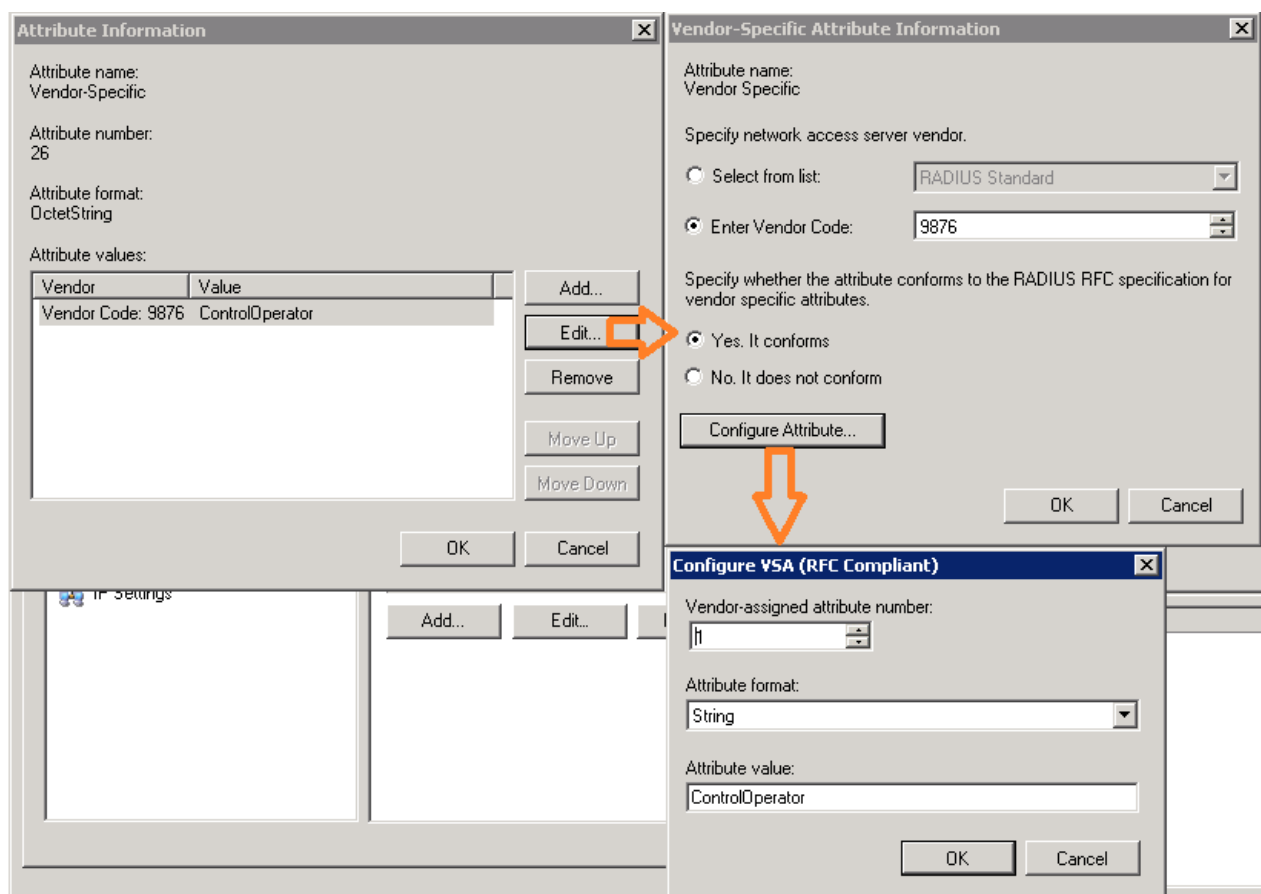 Attribute Information
Attribute name:
Vendor-Specific
Attribute number:
26
Attribute format:
OctetString
Attribute values:
Vendor Value
Vendor Code: 9876 ControlOperator
Add...
Edit...
Remove
Move Up
Move Down
OK Cancel
Vendor-Specific Attribute Information
Attribute name:
Vendor Specific
Specify network access server vendor.
Select from list: RADIUS Standard
Enter Vendor Code: 9876
Specify whether the attribute conforms to the RADIUS RFC specification for
vendor specific attributes.
Yes. It conforms
No. It does not conform
Configure Attribute...
OK Cancel
Settings
Add... Edit...
Configure VSA (RFC Compliant)
Vendor-assigned attribute number:
1
Attribute format:
String
Attribute value:
ControlOperator
OK Cancel